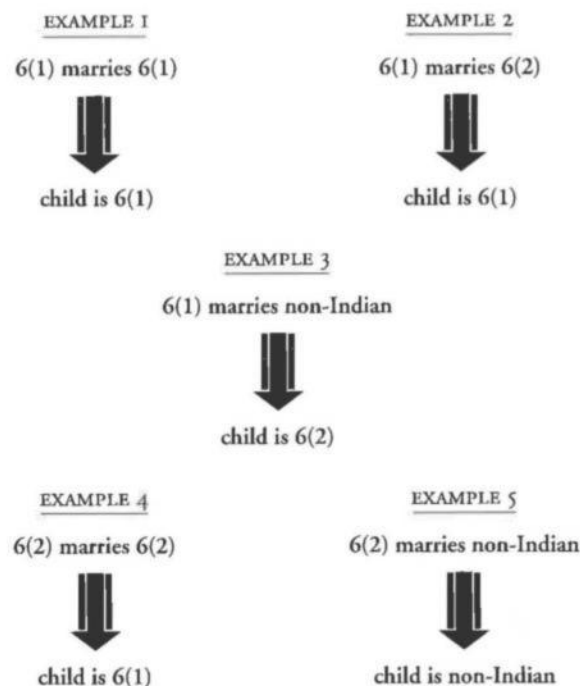 EXAMPLE 1
6(1) marries 6(1)
child is 6(1)
EXAMPLE 2
6(1) marries 6(2)
child is 6(1)
EXAMPLE 3
6(1) marries non-Indian
child is 6(2)
EXAMPLE 4
6(2) marries 6(2)
child is 6(1)
EXAMPLE 5
6(2) marries non-Indian
child is non-Indian